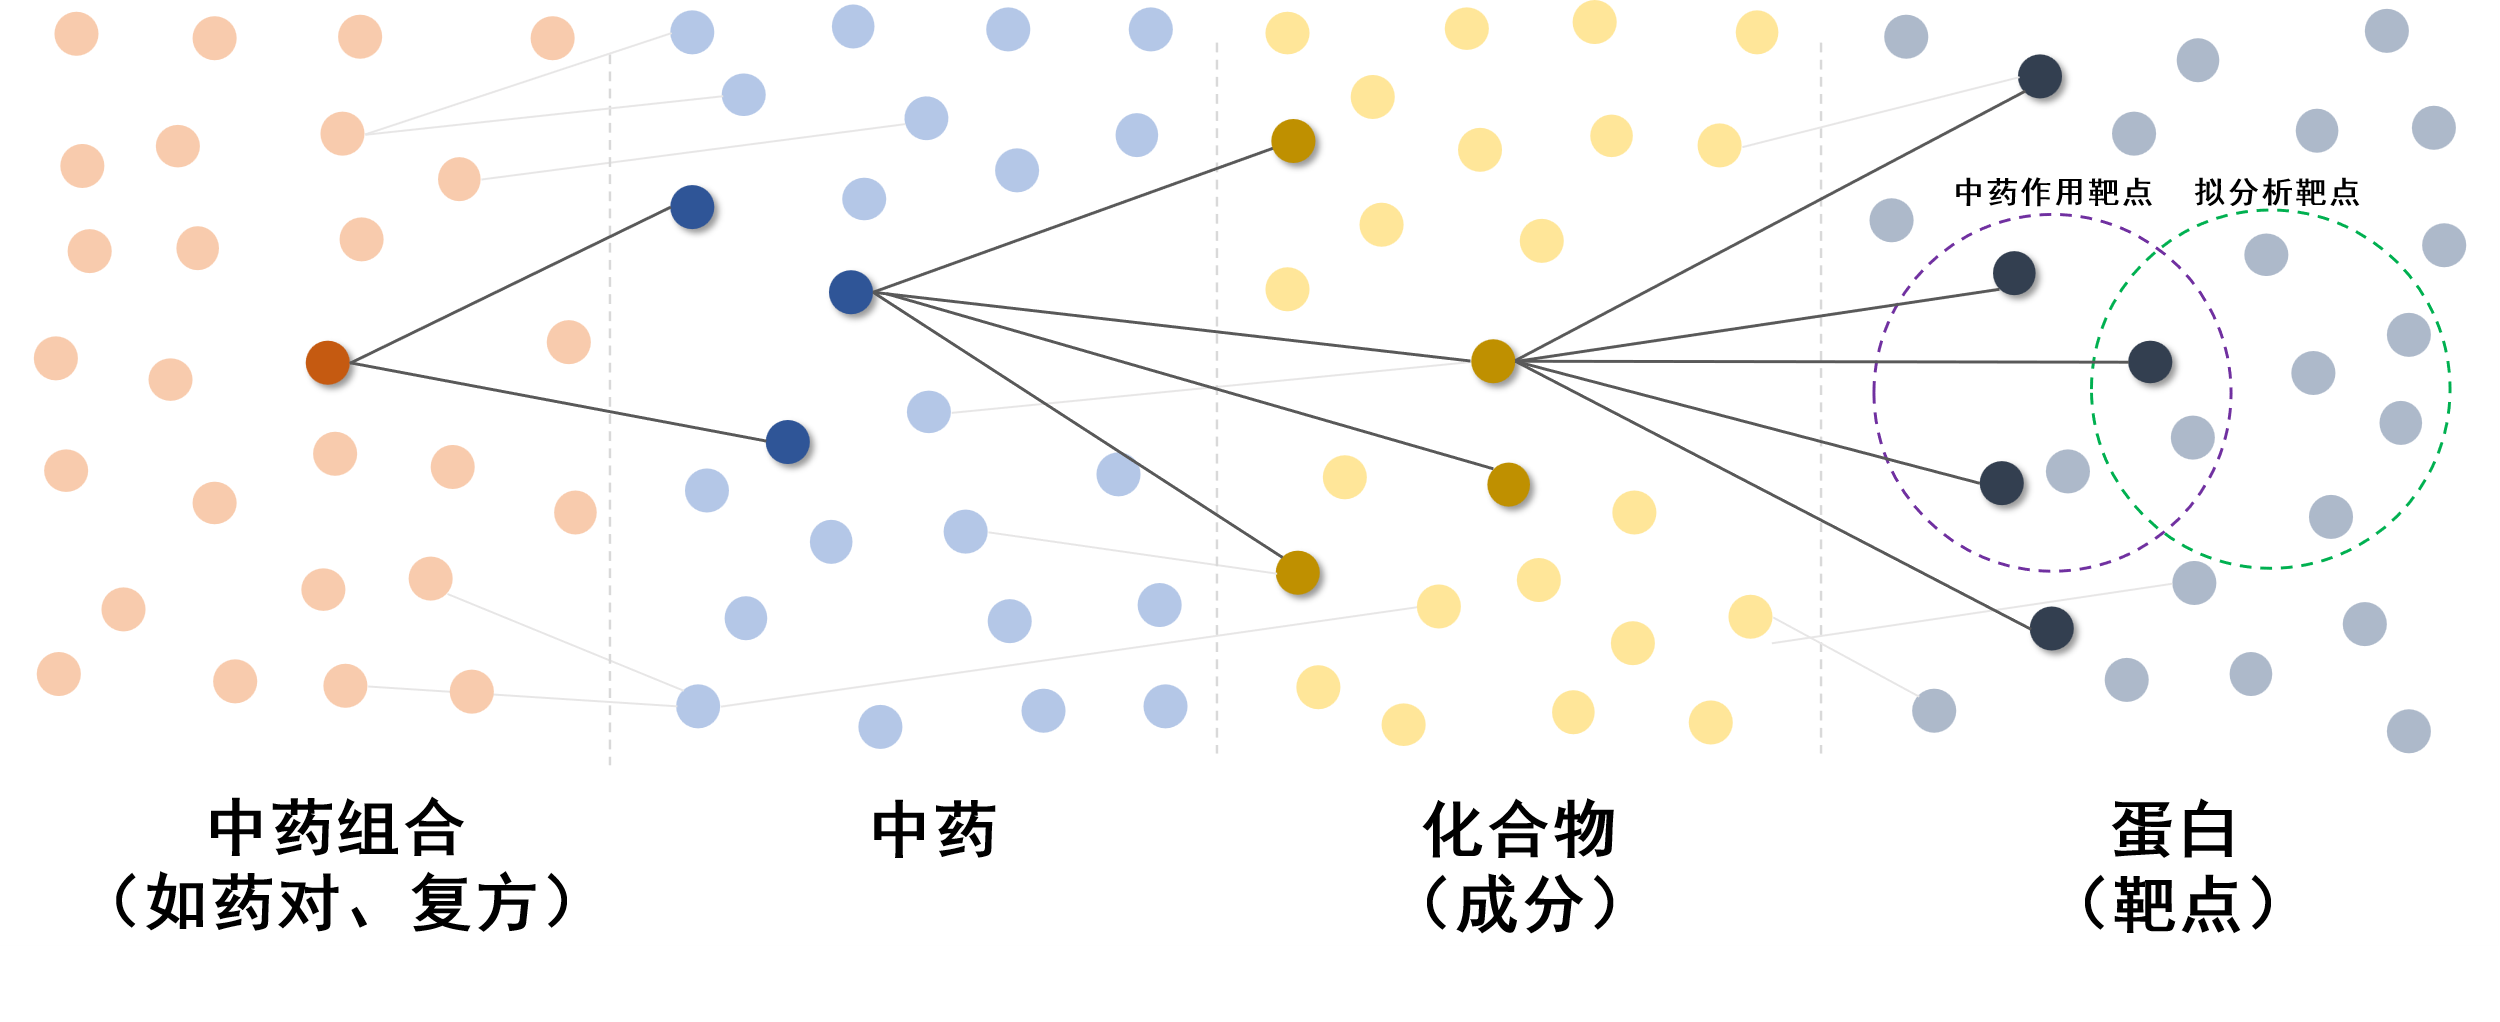 中药作用靶点 拟分析靶点
中药组合
（如药对、复方）
中药
化合物
（成分）
蛋白
（靶点）